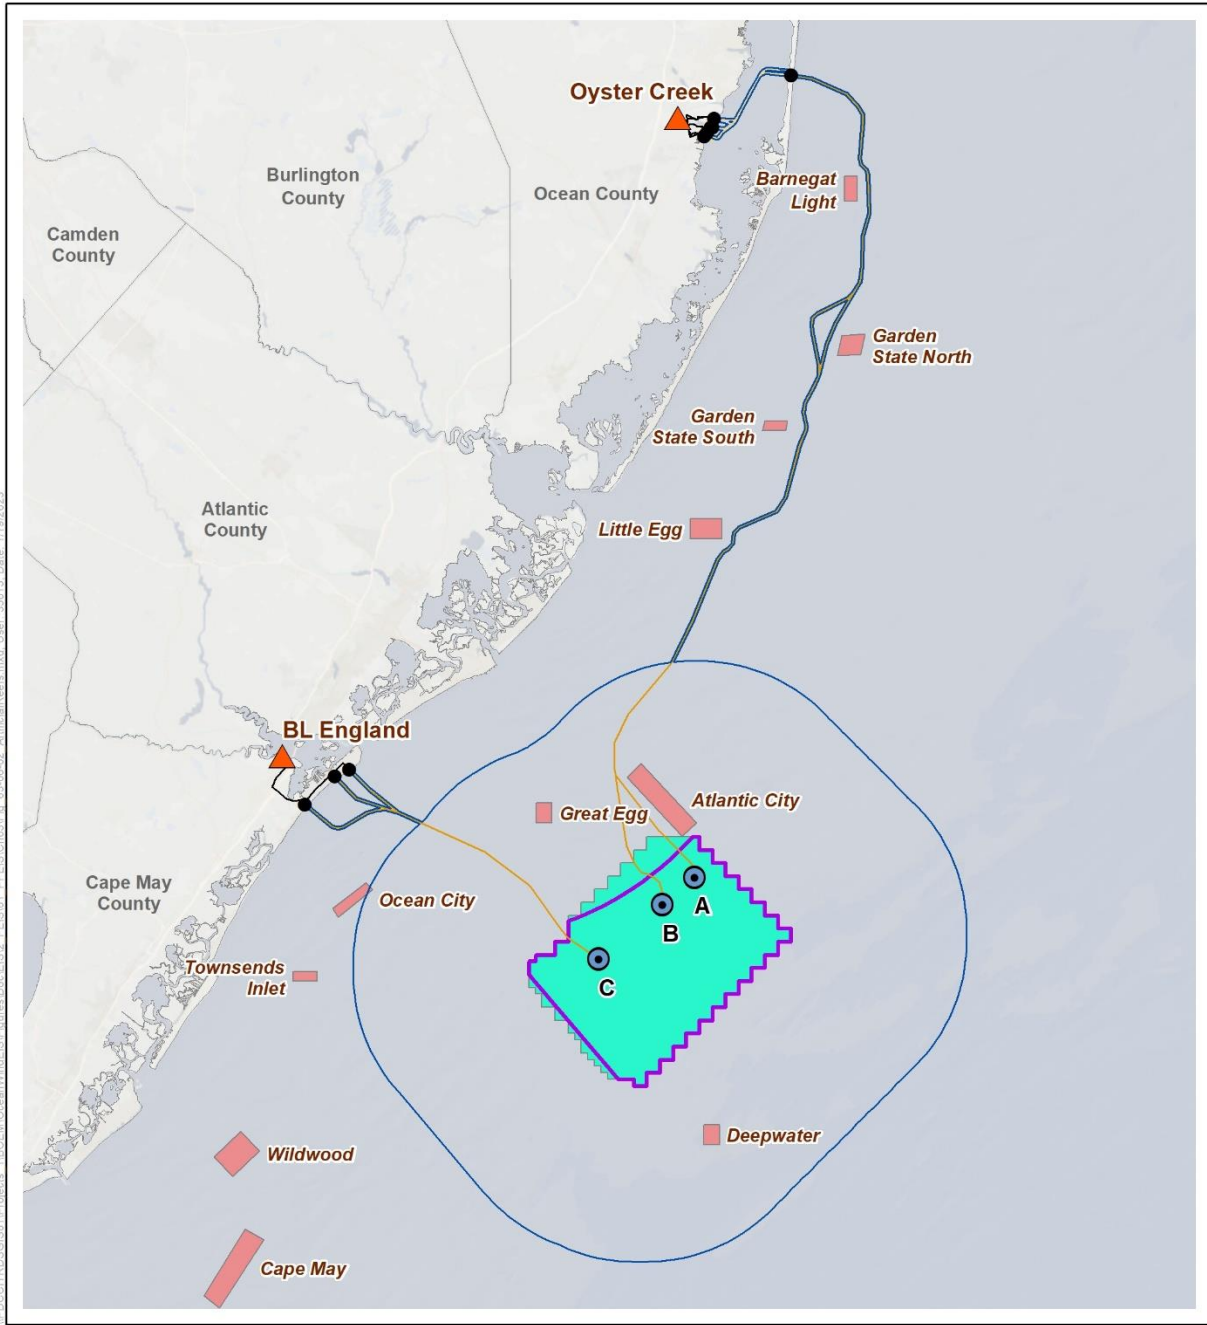 Oyster Creek
Burlington
County
Ocean County
Barnegat
Light
Camden
County
Garden
State North
Garden
State South
Atlantic
County
Little Egg
BL England
Great Egg
Atlantic City
Cape May
County
Ocean City
A
B
Townsends
Inlet
C
Deepwater
Wildwood
Cape May